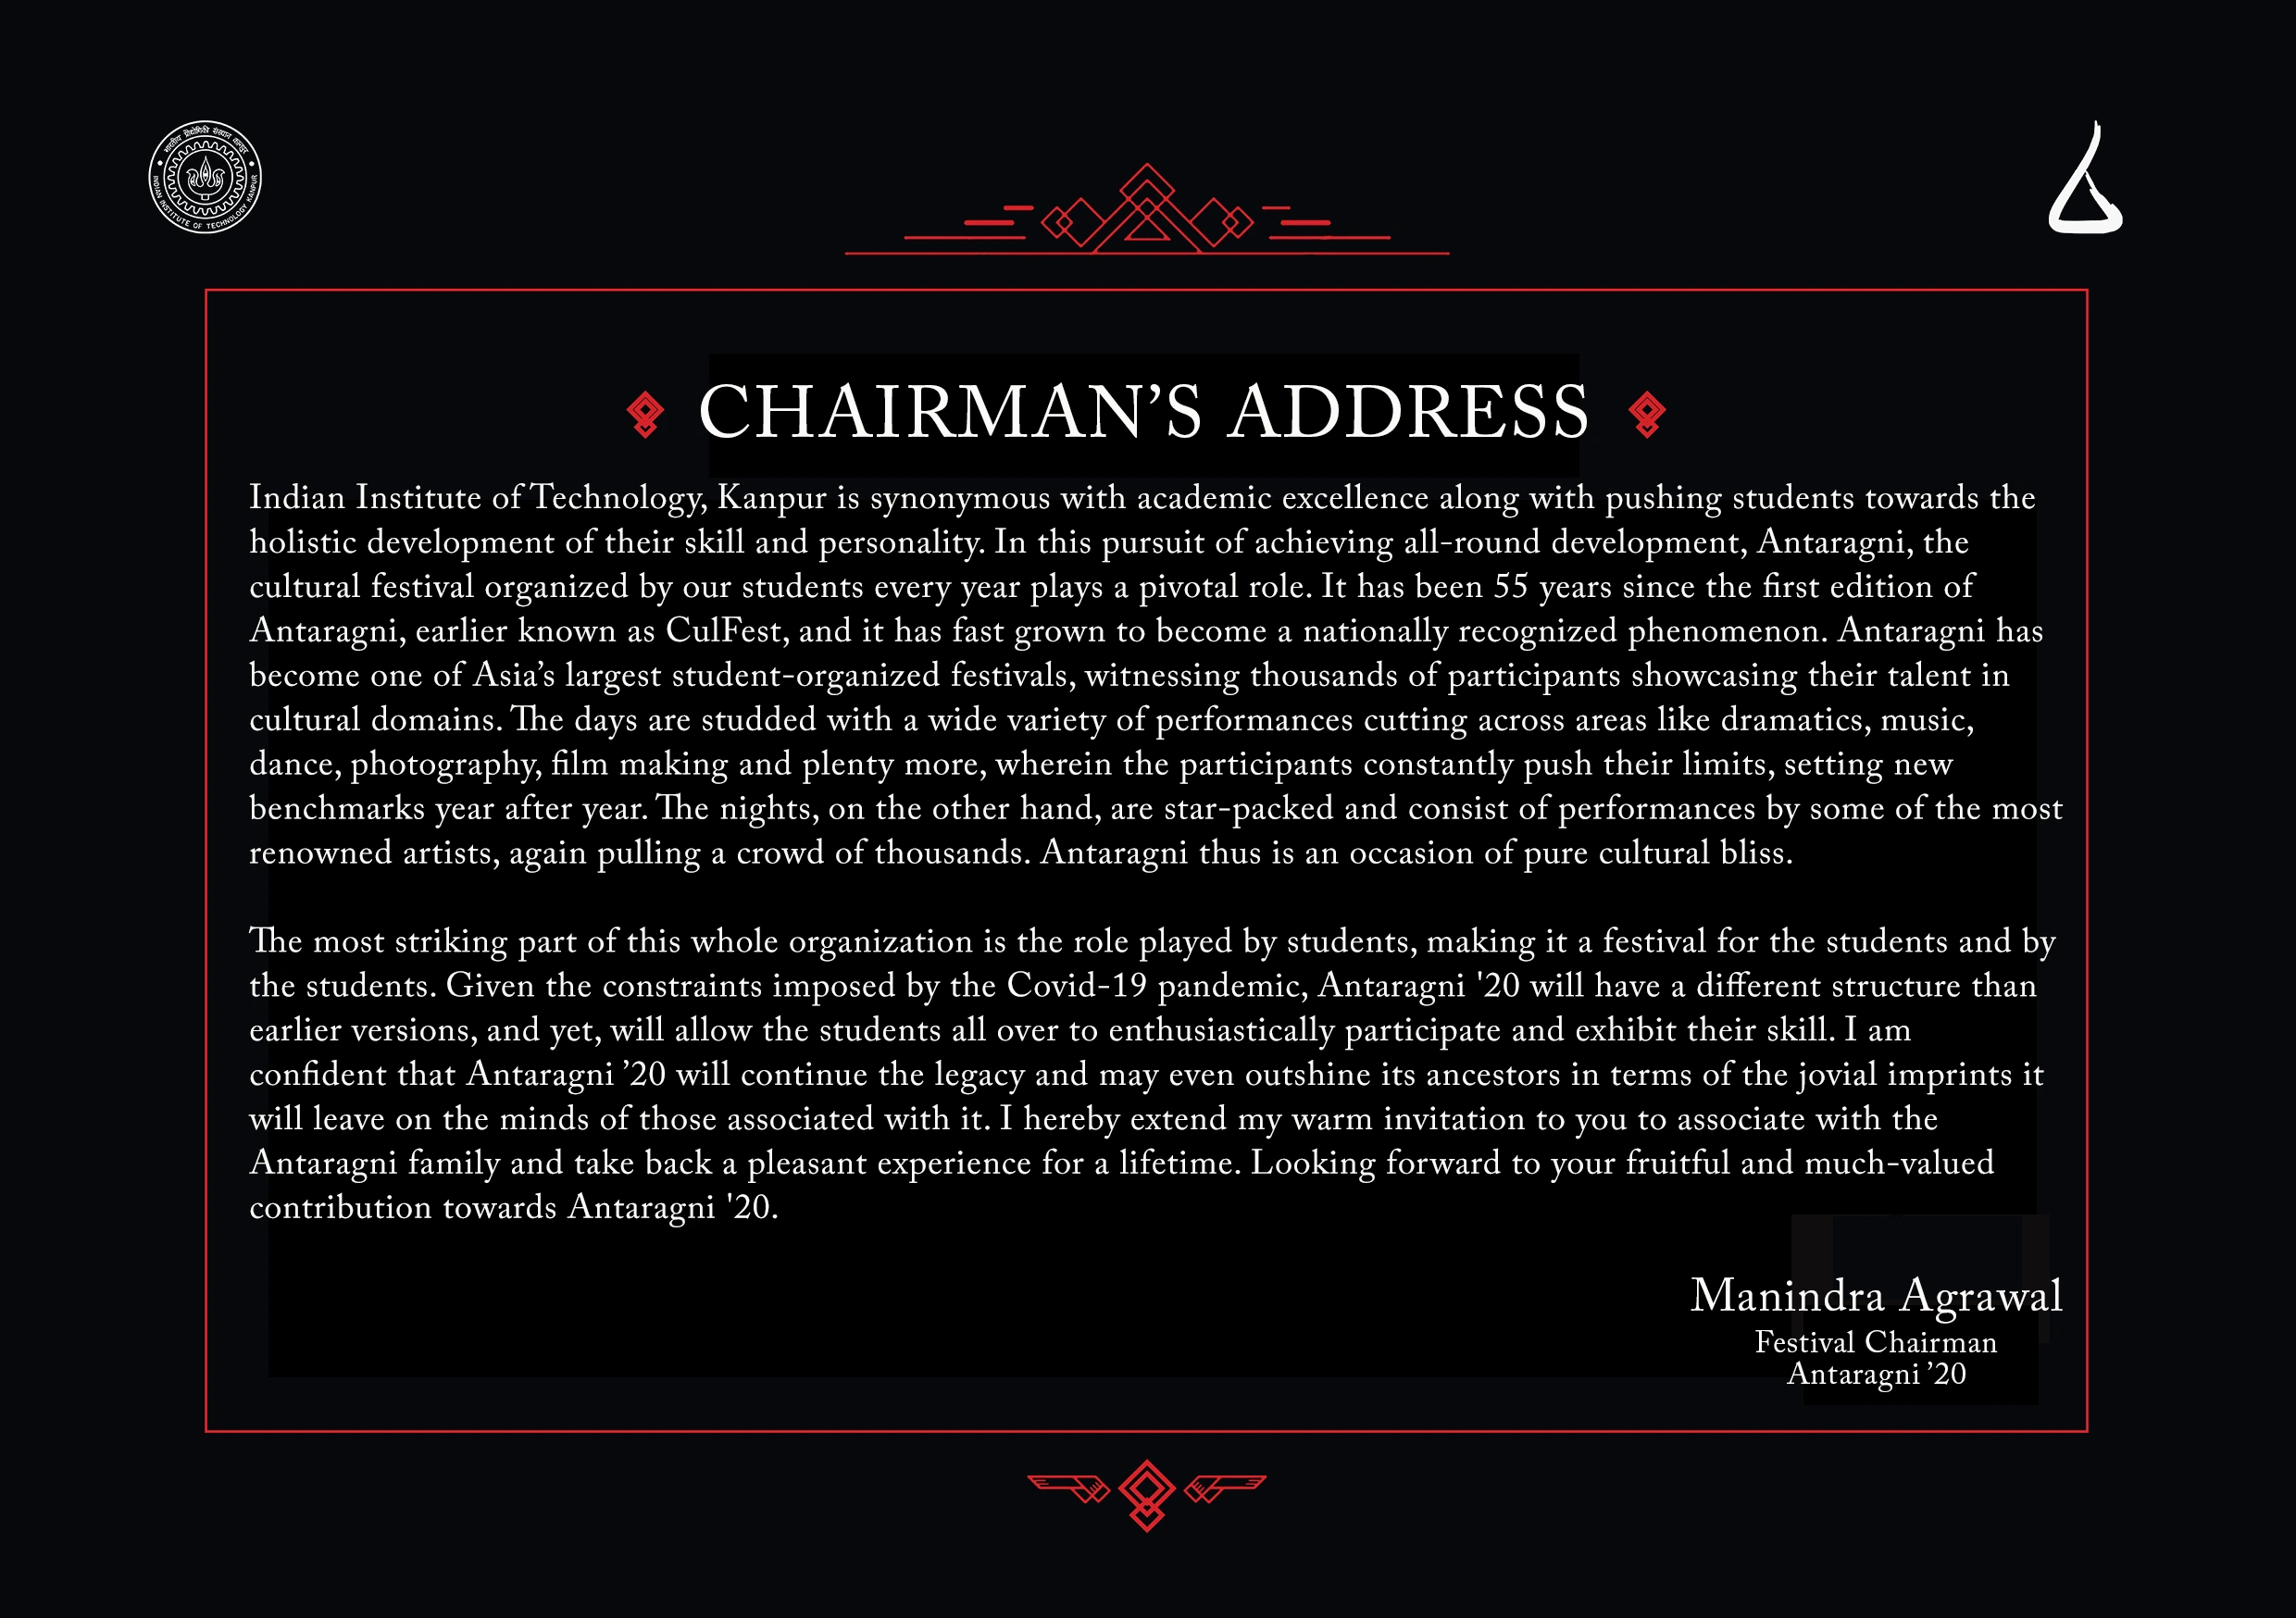 भारतीय प्रौद्योगिकी संस्थान कानपुर
INDIAN INSTITUTE OF TECHNOLOGY KANPUR
CHAIRMAN’S ADDRESS
Indian Institute of Technology, Kanpur is synonymous with academic excellence along with pushing students towards the
holistic development of their skill and personality. In this pursuit of achieving all-round development, Antaragni, the
cultural festival organized by our students every year plays a pivotal role. It has been 55 years since the first edition of
Antaragni, earlier known as CulFest, and it has fast grown to become a nationally recognized phenomenon. Antaragni has
become one of Asia’s largest student-organized festivals, witnessing thousands of participants showcasing their talent in
cultural domains. The days are studded with a wide variety of performances cutting across areas like dramatics, music,
dance, photography, film making and plenty more, wherein the participants constantly push their limits, setting new
benchmarks year after year. The nights, on the other hand, are star-packed and consist of performances by some of the most
renowned artists, again pulling a crowd of thousands. Antaragni thus is an occasion of pure cultural bliss.
The most striking part of this whole organization is the role played by students, making it a festival for the students and by
the students. Given the constraints imposed by the Covid-19 pandemic, Antaragni '20 will have a different structure than
earlier versions, and yet, will allow the students all over to enthusiastically participate and exhibit their skill. I am
confident that Antaragni ’20 will continue the legacy and may even outshine its ancestors in terms of the jovial imprints it
will leave on the minds of those associated with it. I hereby extend my warm invitation to you to associate with the
Antaragni family and take back a pleasant experience for a lifetime. Looking forward to your fruitful and much-valued
contribution towards Antaragni '20.
Manindra Agrawal
Festival Chairman
Antaragni ’20